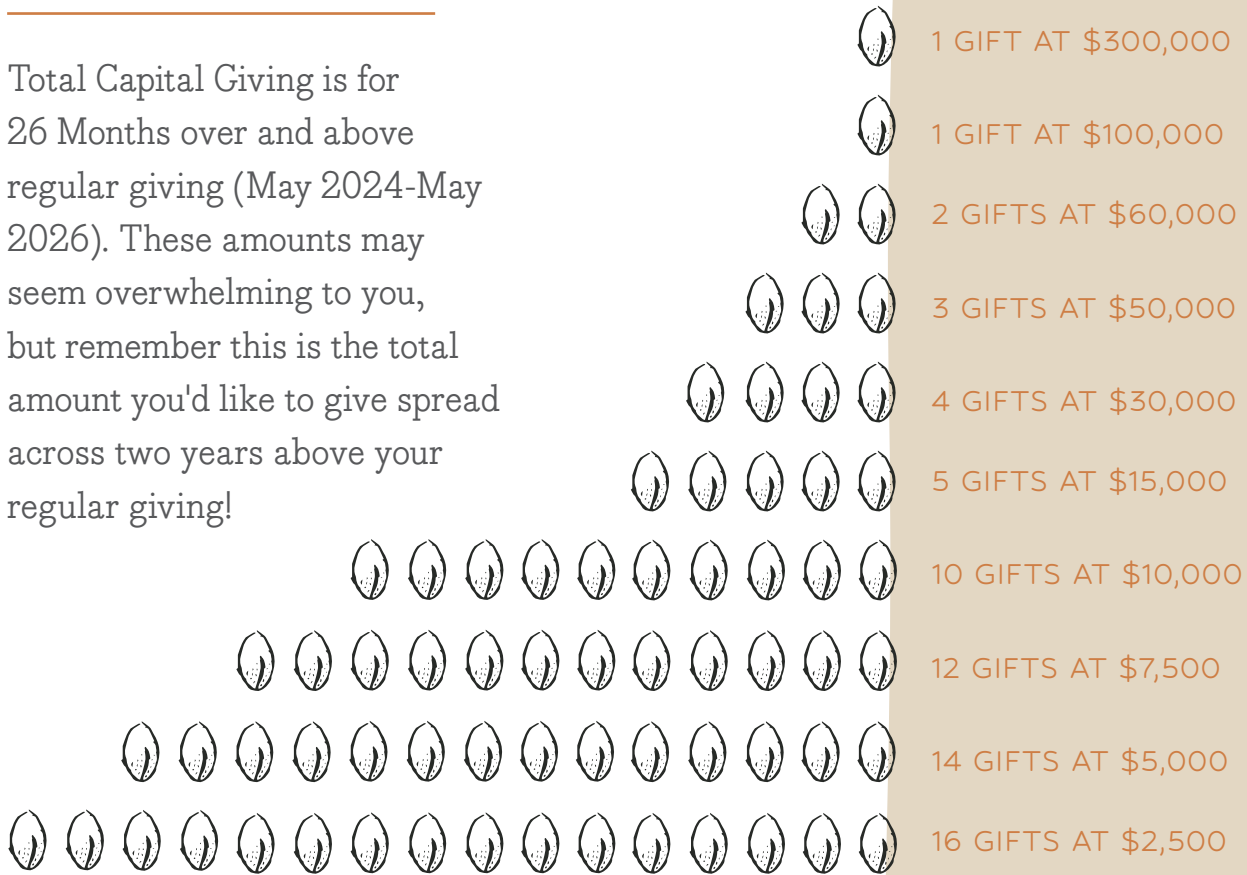 Total Capital Giving is for
26 Months over and above
regular giving (May 2024-May
2026). These amounts may
seem overwhelming to you,
but remember this is the total
amount you'd like to give spread
across two years above your
regular giving!
1 GIFT AT $300,000
1 GIFT AT $100,000
2 GIFTS AT $60,000
3 GIFTS AT $50,000
4 GIFTS AT $30,000
5 GIFTS AT $15,000
10 GIFTS AT $10,000
12 GIFTS AT $7,500
14 GIFTS AT $5,000
16 GIFTS AT $2,500